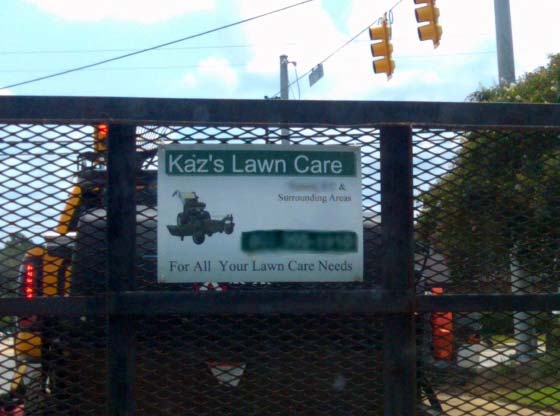 Kaz's Lawn Care
&
Surrounding Areas
For All Your Lawn Care Needs